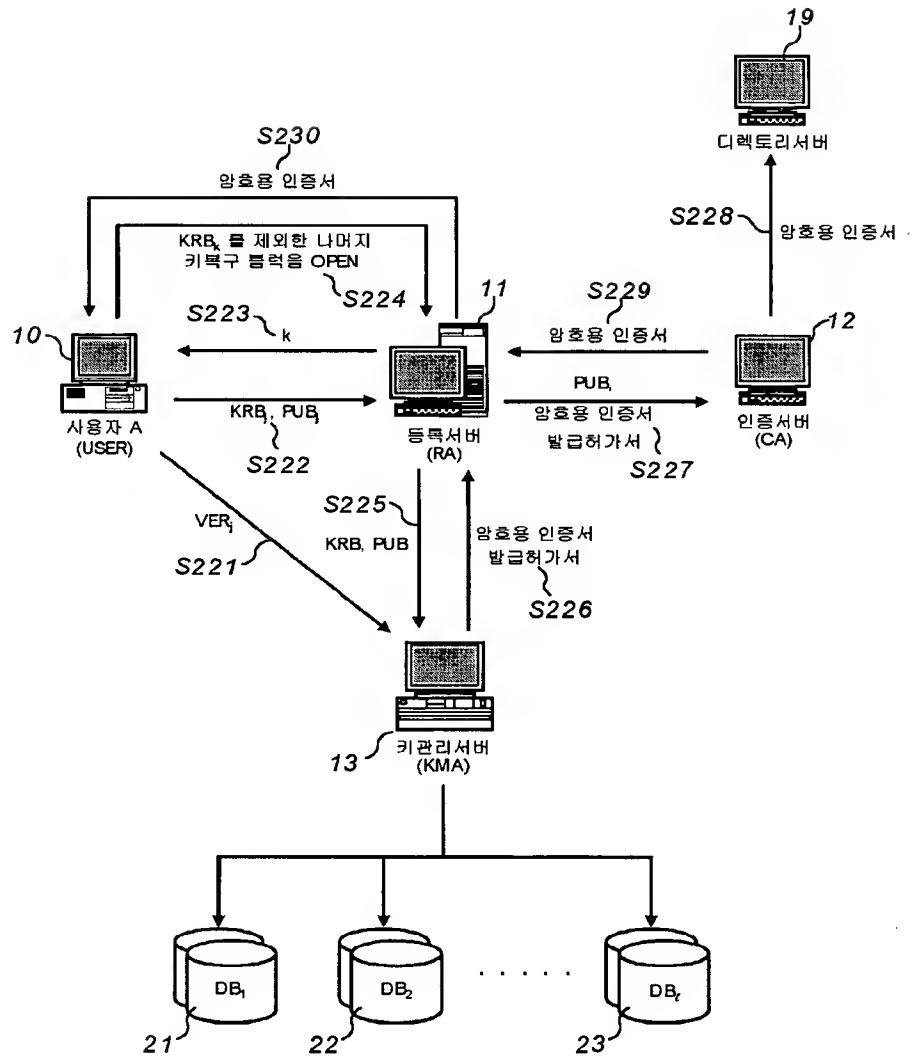 19
디렉토리서버
S230
암호용 인증서
S228
암호용 인증서
KRBk 를 제외한 나머지
키복구 블럭을 OPEN
S224
11
S229
12
10
S223
k
암호용 인증서
PUBi
KRBj, PUBj
암호용 인증서
발급허가서
사용자 A
(USER)
S222
등록서버
(RA)
S227
인증서버
(CA)
S225
VERj
KRB, PUB
암호용 인증서
발급허가서
S221
S226
13
키관리서버
(KMA)
DB1
DB2
. . . . .
DBℓ
21
22
23